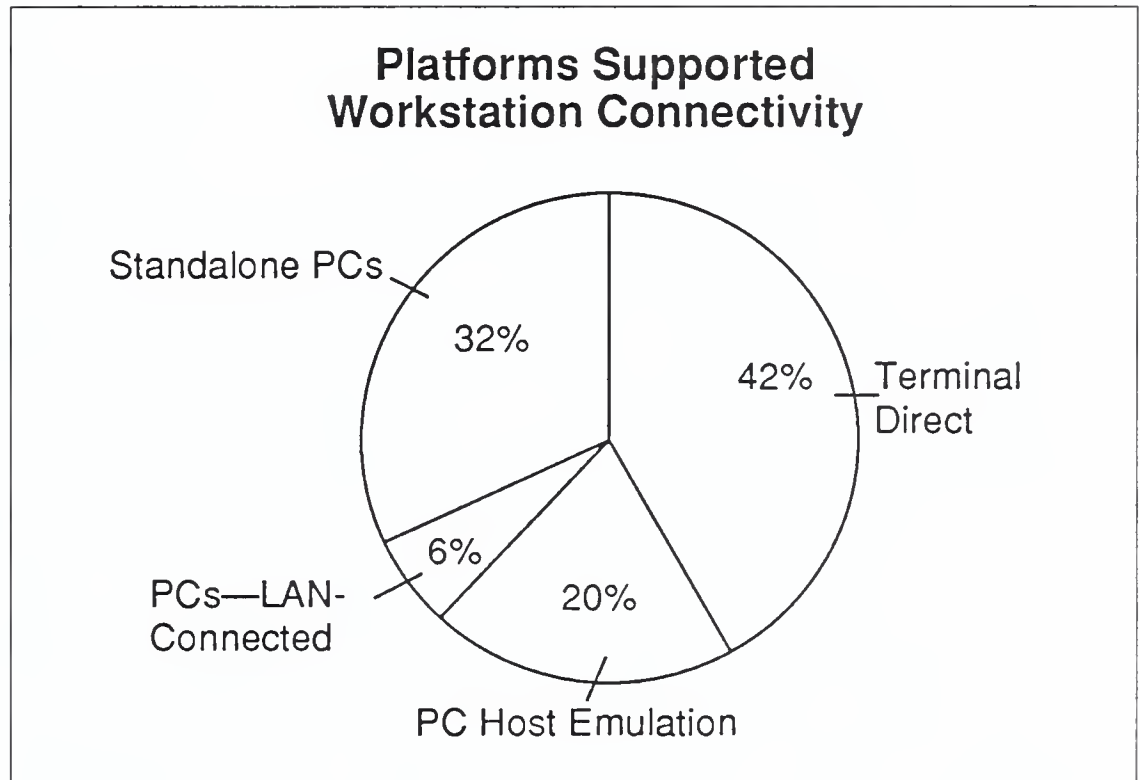 Platforms Supported
Workstation Connectivity
Standalone PCs
32%
42%
Terminal
Direct
6%
PCs—LAN-
Connected
20%
PC Host Emulation